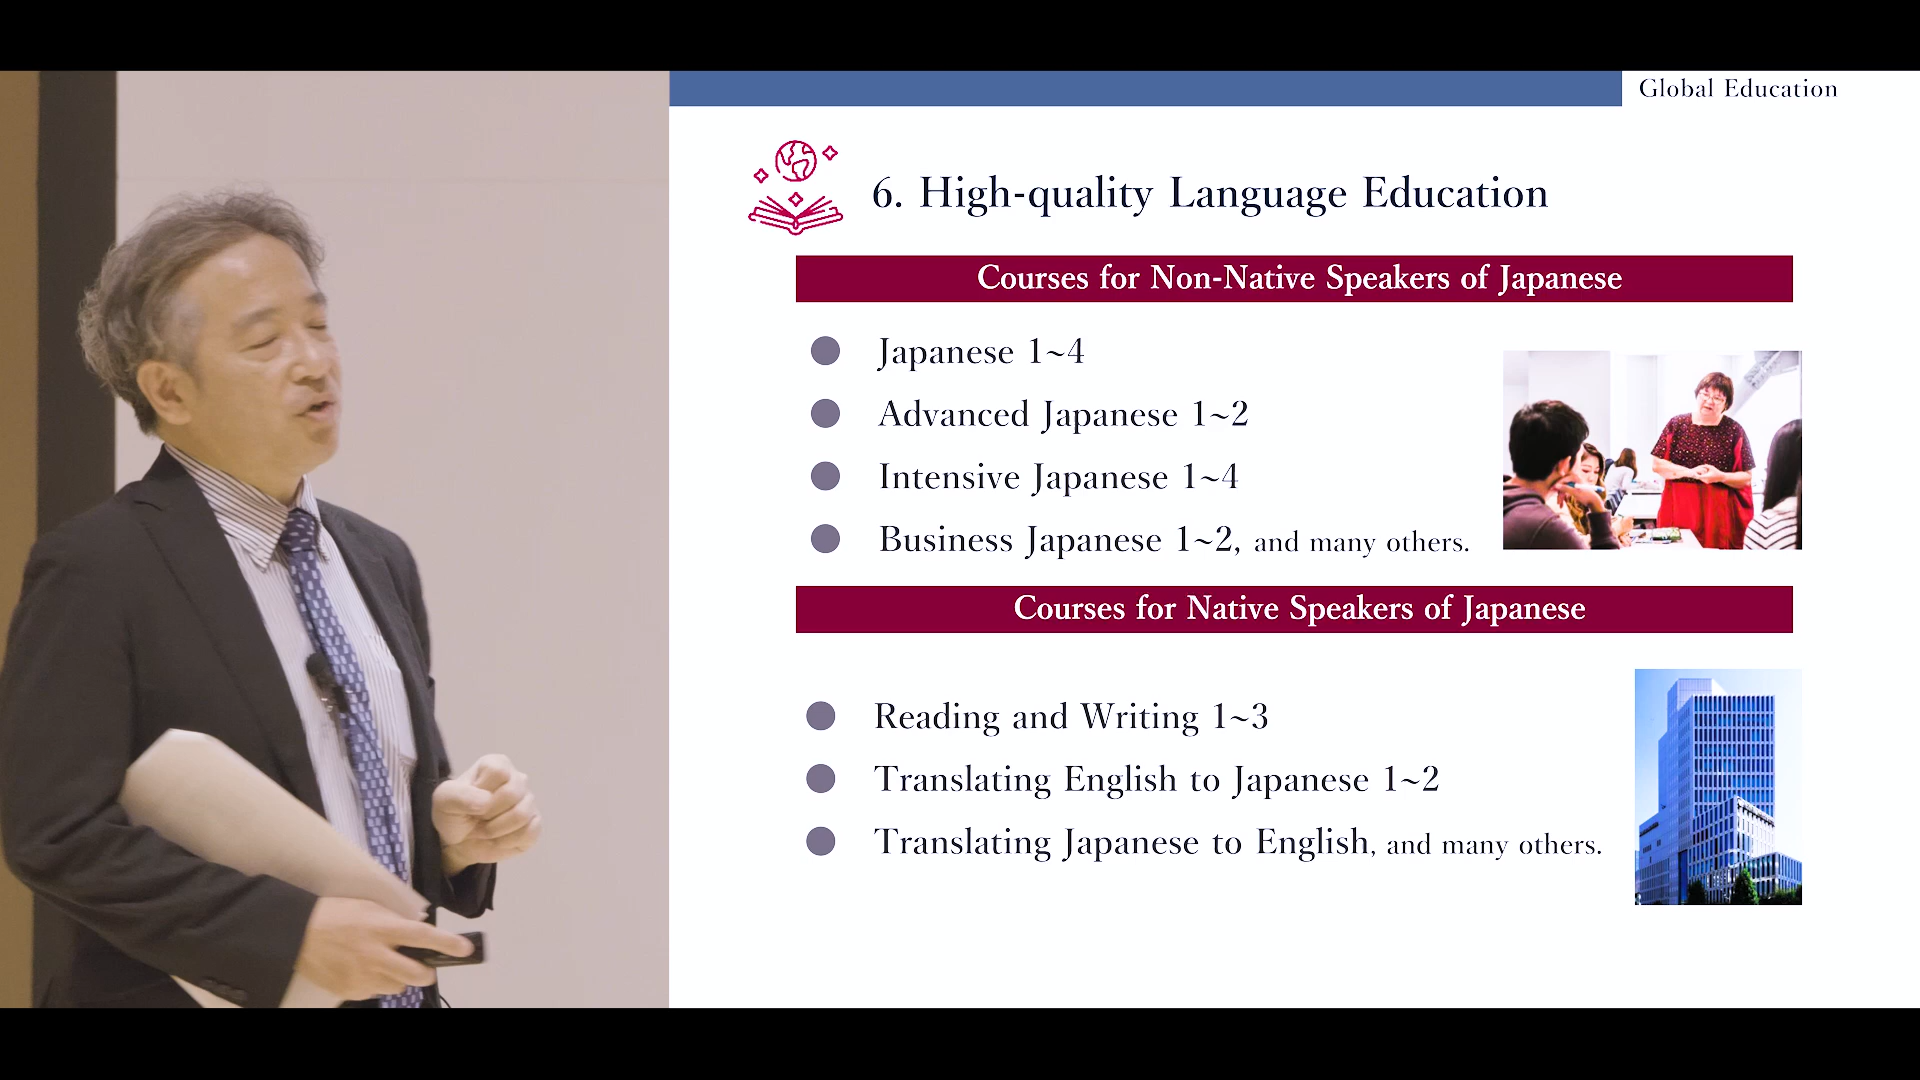 Global Education
6. High-quality Language Education
Courses for Non-Native Speakers of Japanese
Japanese 1~4
Advanced Japanese 1~2
Intensive Japanese 1~4
Business Japanese 1~2, and many others.
Courses for Native Speakers of Japanese
Reading and Writing 1~3
Translating English to Japanese 1~2
Translating Japanese to English, and many others.